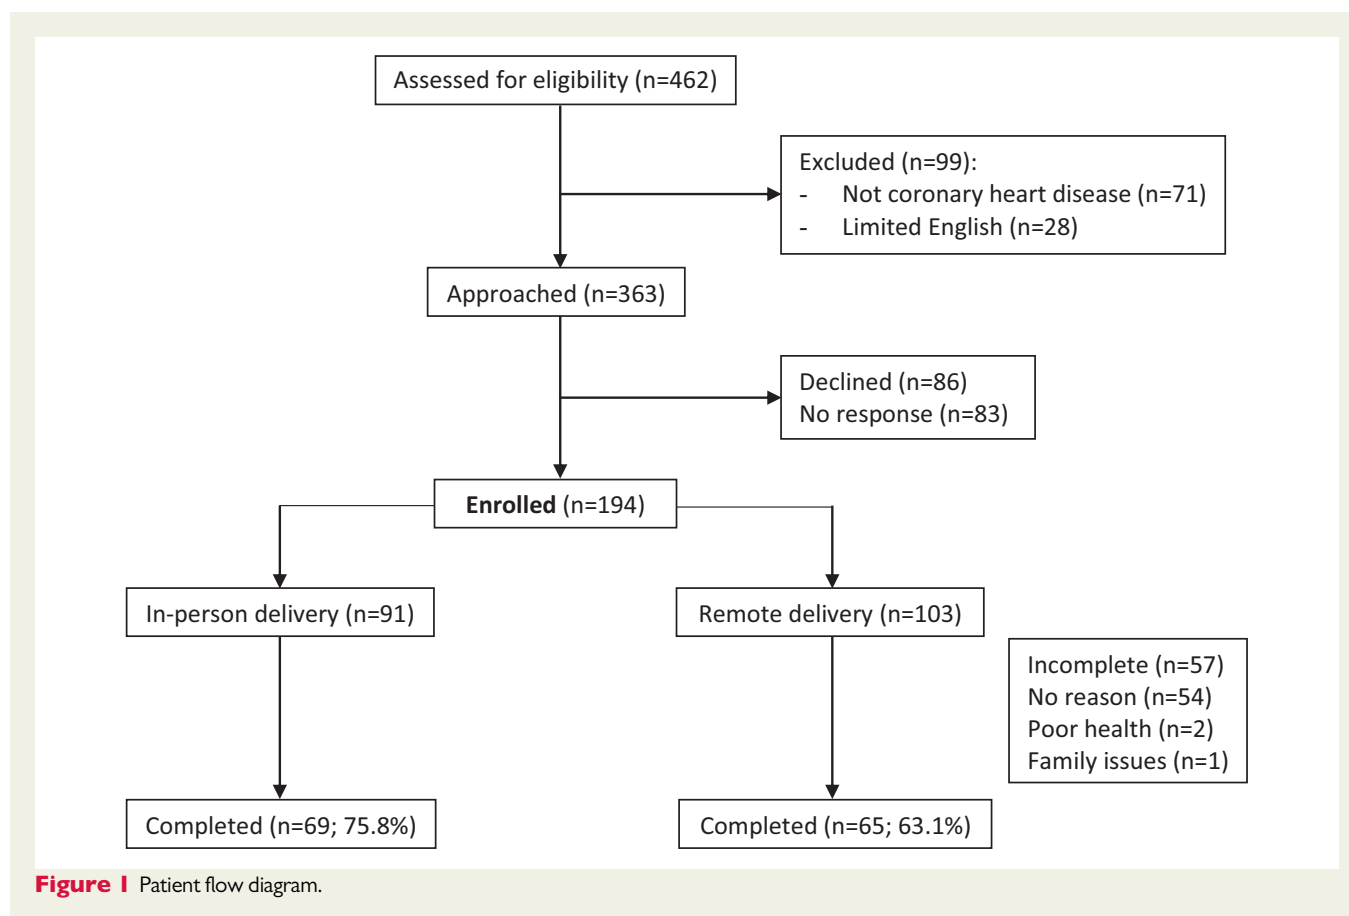 Assessed for eligibility (n=462)
Excluded (n=99):
- Not coronary heart disease (n=71)
- Limited English (n=28)
Approached (n=363)
Declined (n=86)
No response (n=83)
Enrolled (n=194)
In-person delivery (n=91)
Remote delivery (n=103)
Incomplete (n=57)
No reason (n=54)
Poor health (n=2)
Family issues (n=1)
Completed (n=69; 75.8%)
Completed (n=65; 63.1%)
Figure 1 Patient flow diagram.